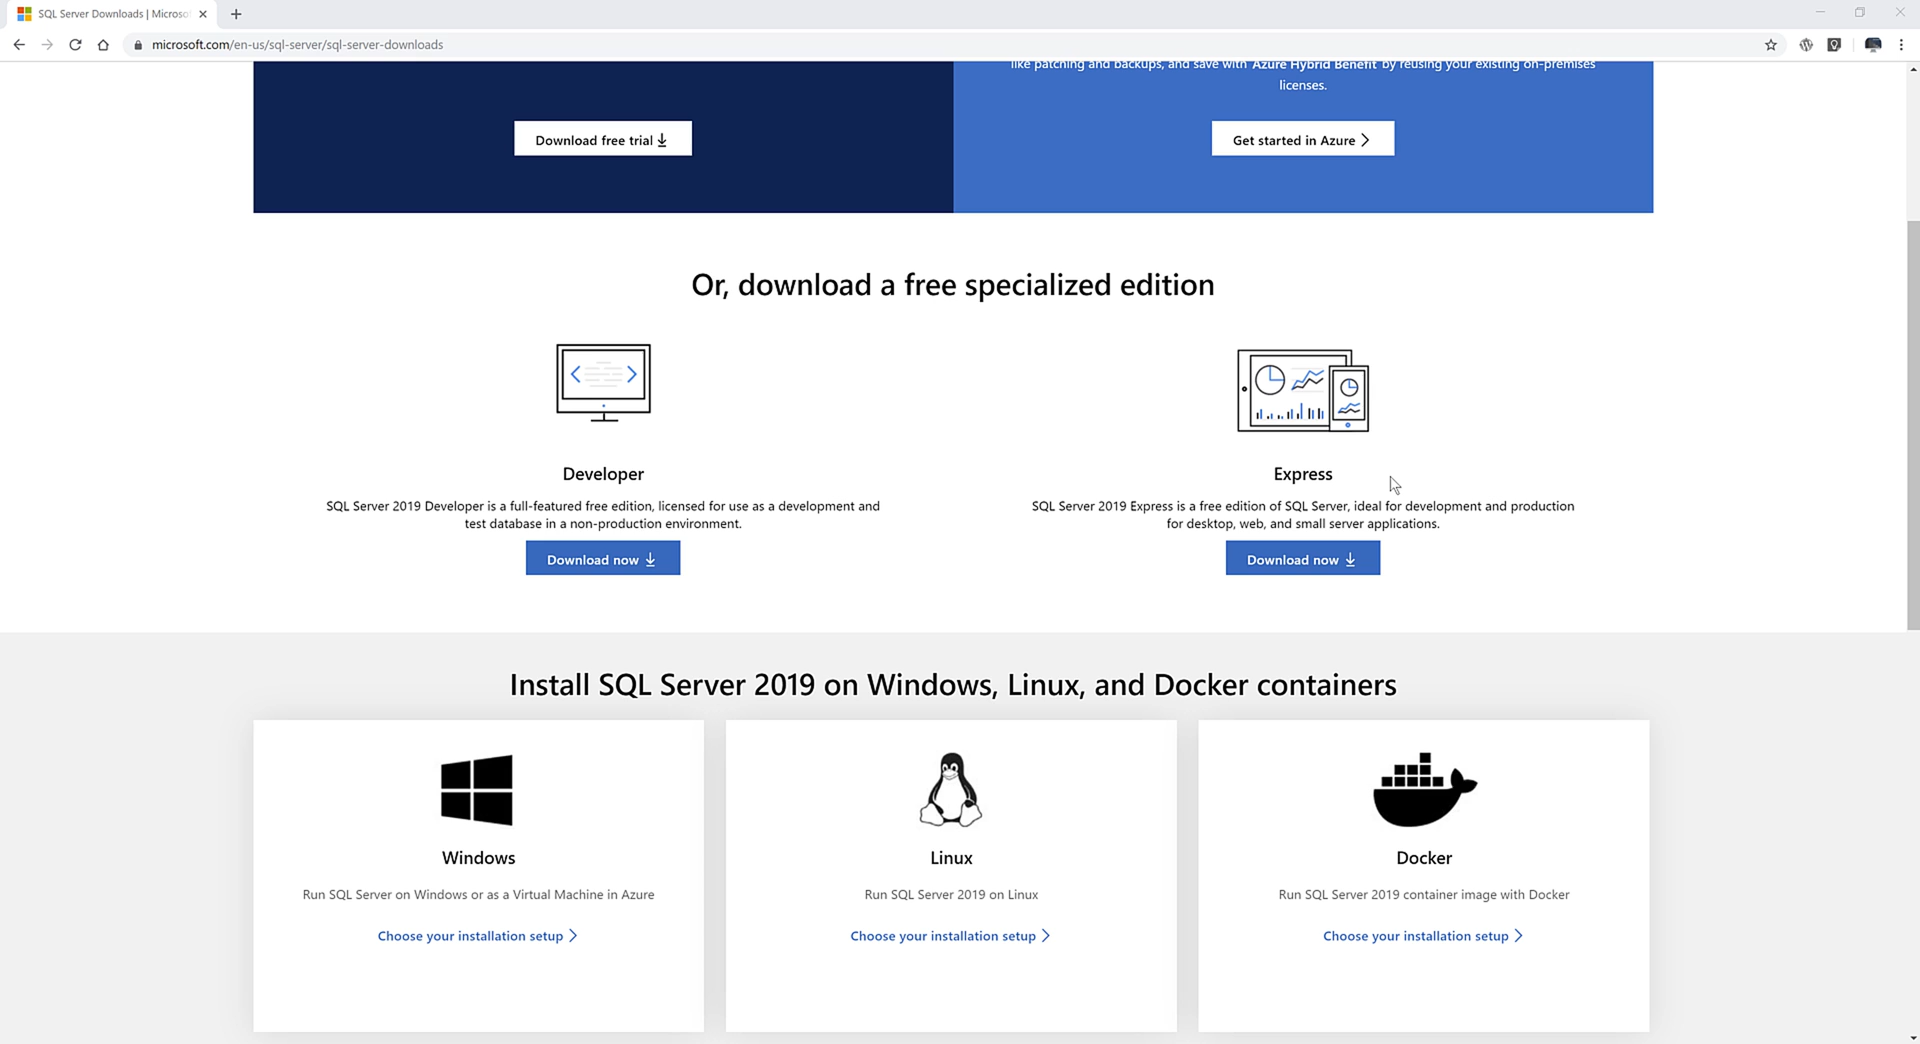 SQL Server Downloads | Microso
microsoft.com/en-us/sql-server/sql-server-downloads
like patching and backups, and save with Azure Hybrid Benefit by reusing your existing on-premises
licenses.
Download free trial
Get started in Azure
Or, download a free specialized edition
Developer
SQL Server 2019 Developer is a full-featured free edition, licensed for use as a development and
test database in a non-production environment.
Download now
Express
SQL Server 2019 Express is a free edition of SQL Server, ideal for development and production
for desktop, web, and small server applications.
Download now
Install SQL Server 2019 on Windows, Linux, and Docker containers
Windows
Run SQL Server on Windows or as a Virtual Machine in Azure
Choose your installation setup
Linux
Run SQL Server 2019 on Linux
Choose your installation setup
Docker
Run SQL Server 2019 container image with Docker
Choose your installation setup